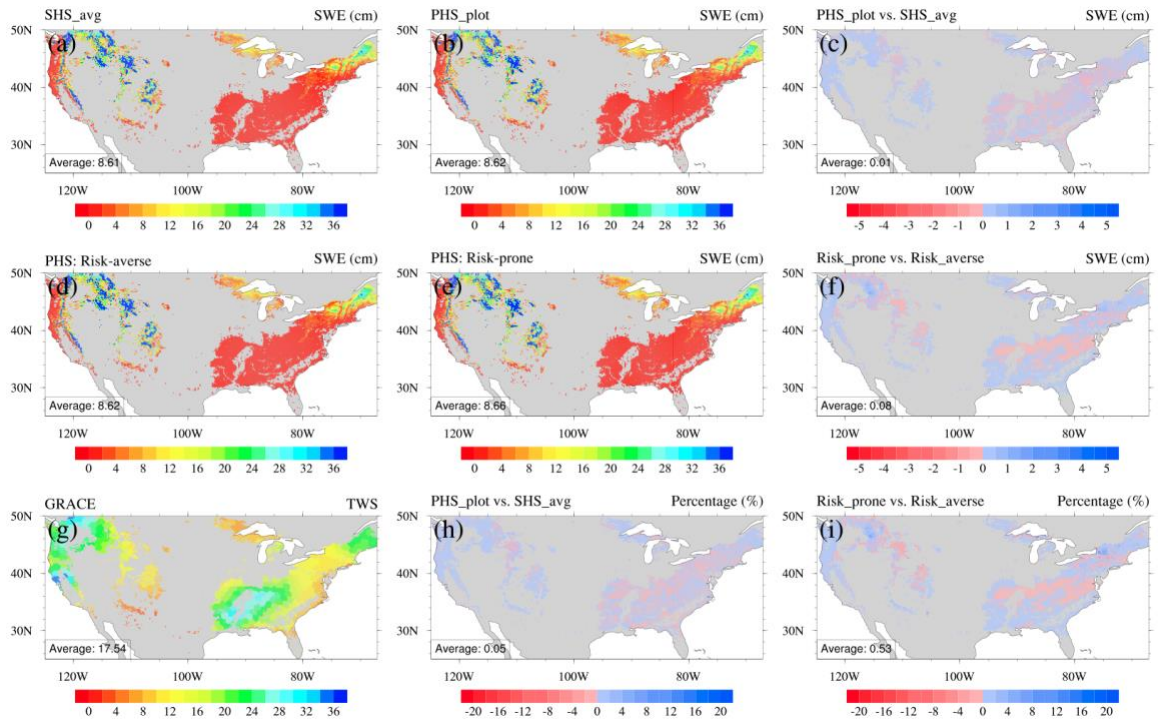 SHS_avg SWE (cm) PHS_plot SWE (cm) PHS_plot vs. SHS_avg SWE (cm)
50N (a) 50N (b) 50N (c)
40N 40N 40N
30N 30N 30N
Average: 8.61 Average: 8.62 Average: 0.01
120W 100W 80W 120W 100W 80W 120W 100W 80W
0 4 8 12 16 20 24 28 32 36 0 4 8 12 16 20 24 28 32 36 -5 -4 -3 -2 -1 0 1 2 3 4 5
PHS: Risk-averse SWE (cm) PHS: Risk-prone SWE (cm) Risk_prone vs. Risk_averse SWE (cm)
50N (d) 50N (e) 50N (f)
40N 40N 40N
30N 30N 30N
Average: 8.62 Average: 8.66 Average: 0.08
120W 100W 80W 120W 100W 80W 120W 100W 80W
0 4 8 12 16 20 24 28 32 36 0 4 8 12 16 20 24 28 32 36 -5 -4 -3 -2 -1 0 1 2 3 4 5
GRACE TWS PHS_plot vs. SHS_avg Percentage (%) Risk_prone vs. Risk_averse Percentage (%)
50N (g) 50N (h) 50N (i)
40N 40N 40N
30N 30N 30N
Average: 17.54 Average: 0.05 Average: 0.53
120W 100W 80W 120W 100W 80W 120W 100W 80W
0 4 8 12 16 20 24 28 32 36 -20 -16 -12 -8 -4 0 4 8 12 16 20 -20 -16 -12 -8 -4 0 4 8 12 16 20